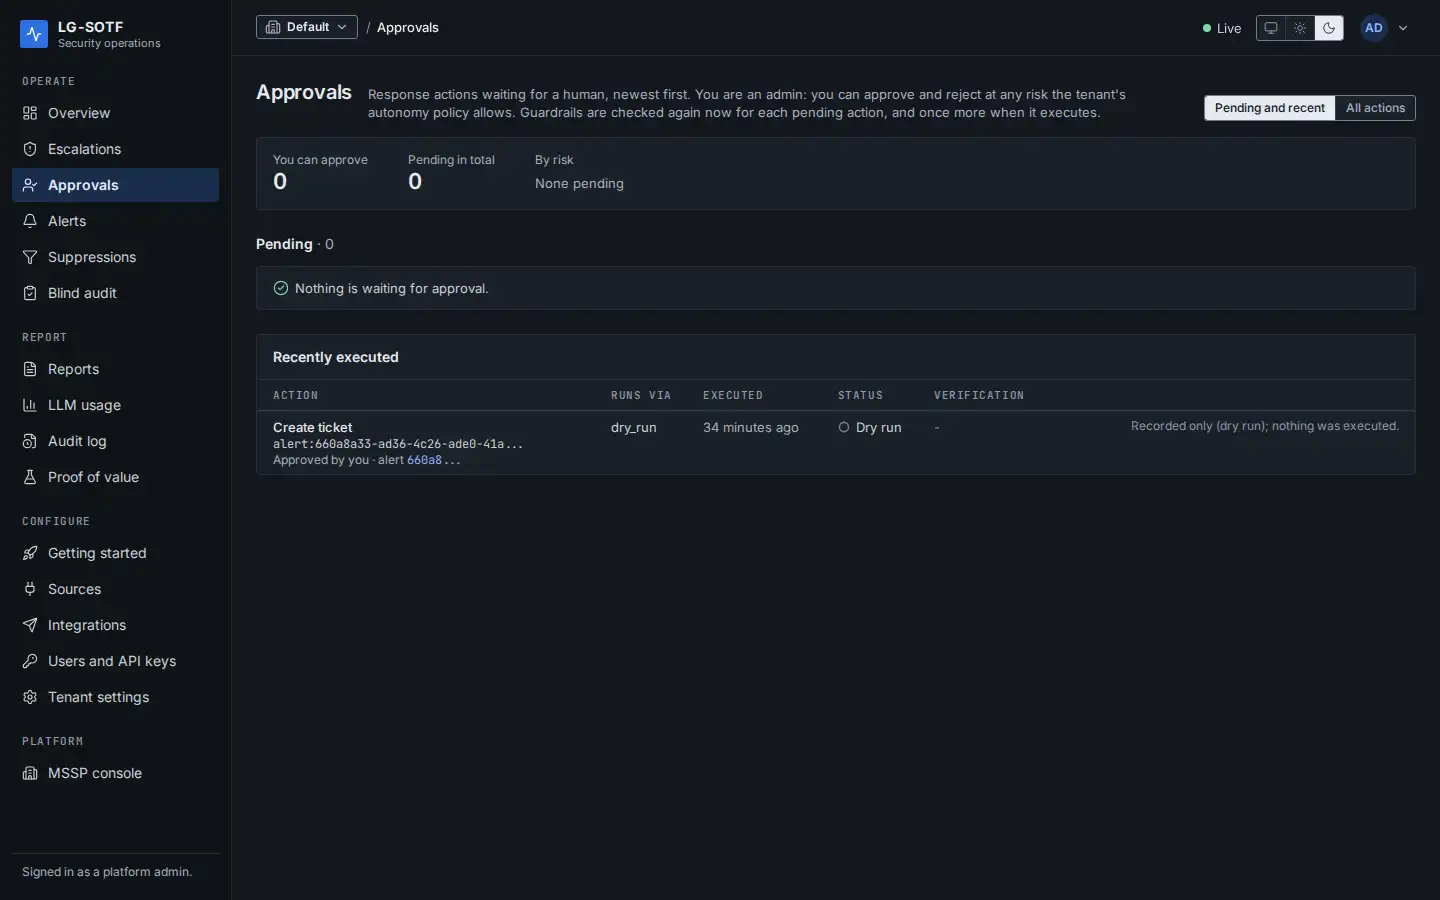 LG-SOTF
Security operations
OPERATE
Overview
Escalations
Approvals
Alerts
Suppressions
Blind audit
REPORT
Reports
LLM usage
Audit log
Proof of value
CONFIGURE
Getting started
Sources
Integrations
Users and API keys
Tenant settings
PLATFORM
MSSP console
Signed in as a platform admin.
Default / Approvals
Live
AD
Approvals
Response actions waiting for a human, newest first. You are an admin: you can approve and reject at any risk the tenant's
autonomy policy allows. Guardrails are checked again now for each pending action, and once more when it executes.
Pending and recent All actions
You can approve Pending in total By risk
0 0 None pending
Pending · 0
Nothing is waiting for approval.
Recently executed
ACTION RUNS VIA EXECUTED STATUS VERIFICATION
Create ticket dry_run 34 minutes ago Dry run - Recorded only (dry run); nothing was executed.
alert:660a8a33-ad36-4c26-ade0-41a...
Approved by you · alert 660a8...